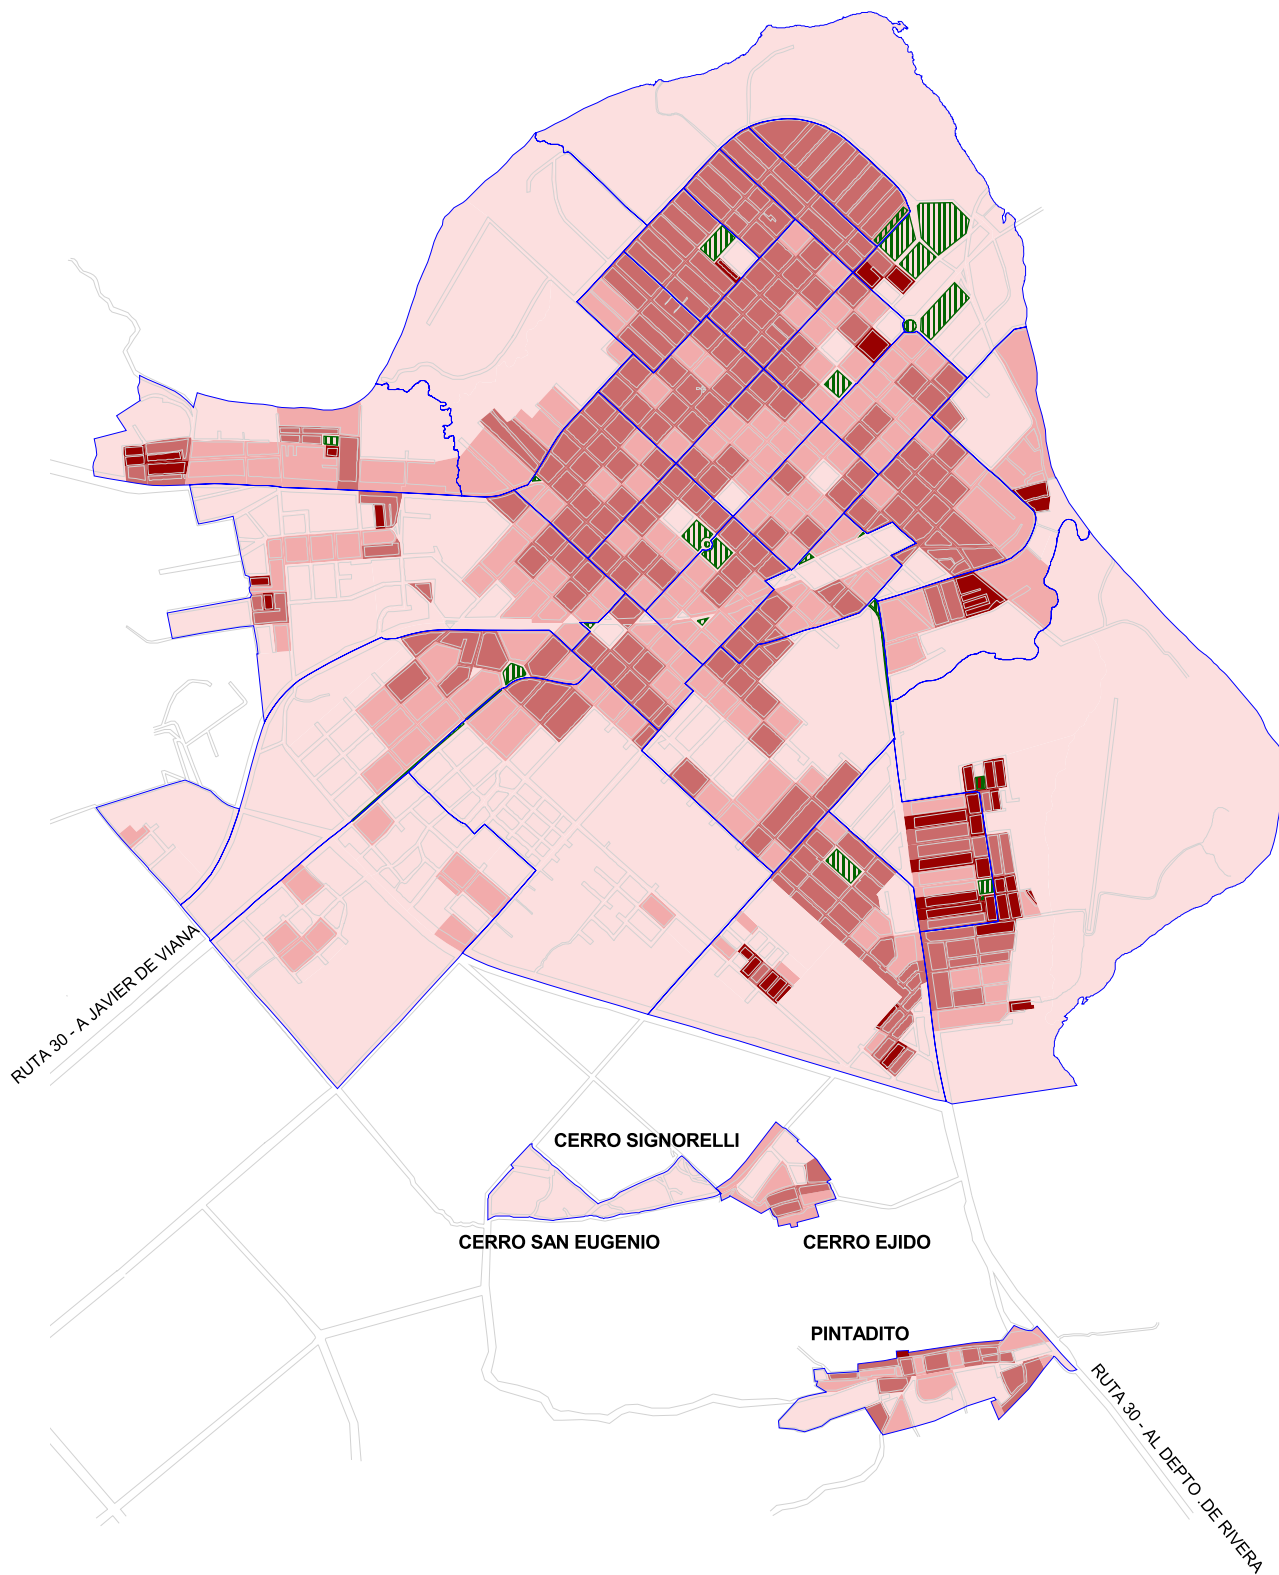 RUTA 30 - A JAVIER DE VIANA
CERRO SIGNORELLI
CERRO SAN EUGENIO
CERRO EJIDO
PINTADITO
RUTA 30 - AL DEPTO .DE RIVERA